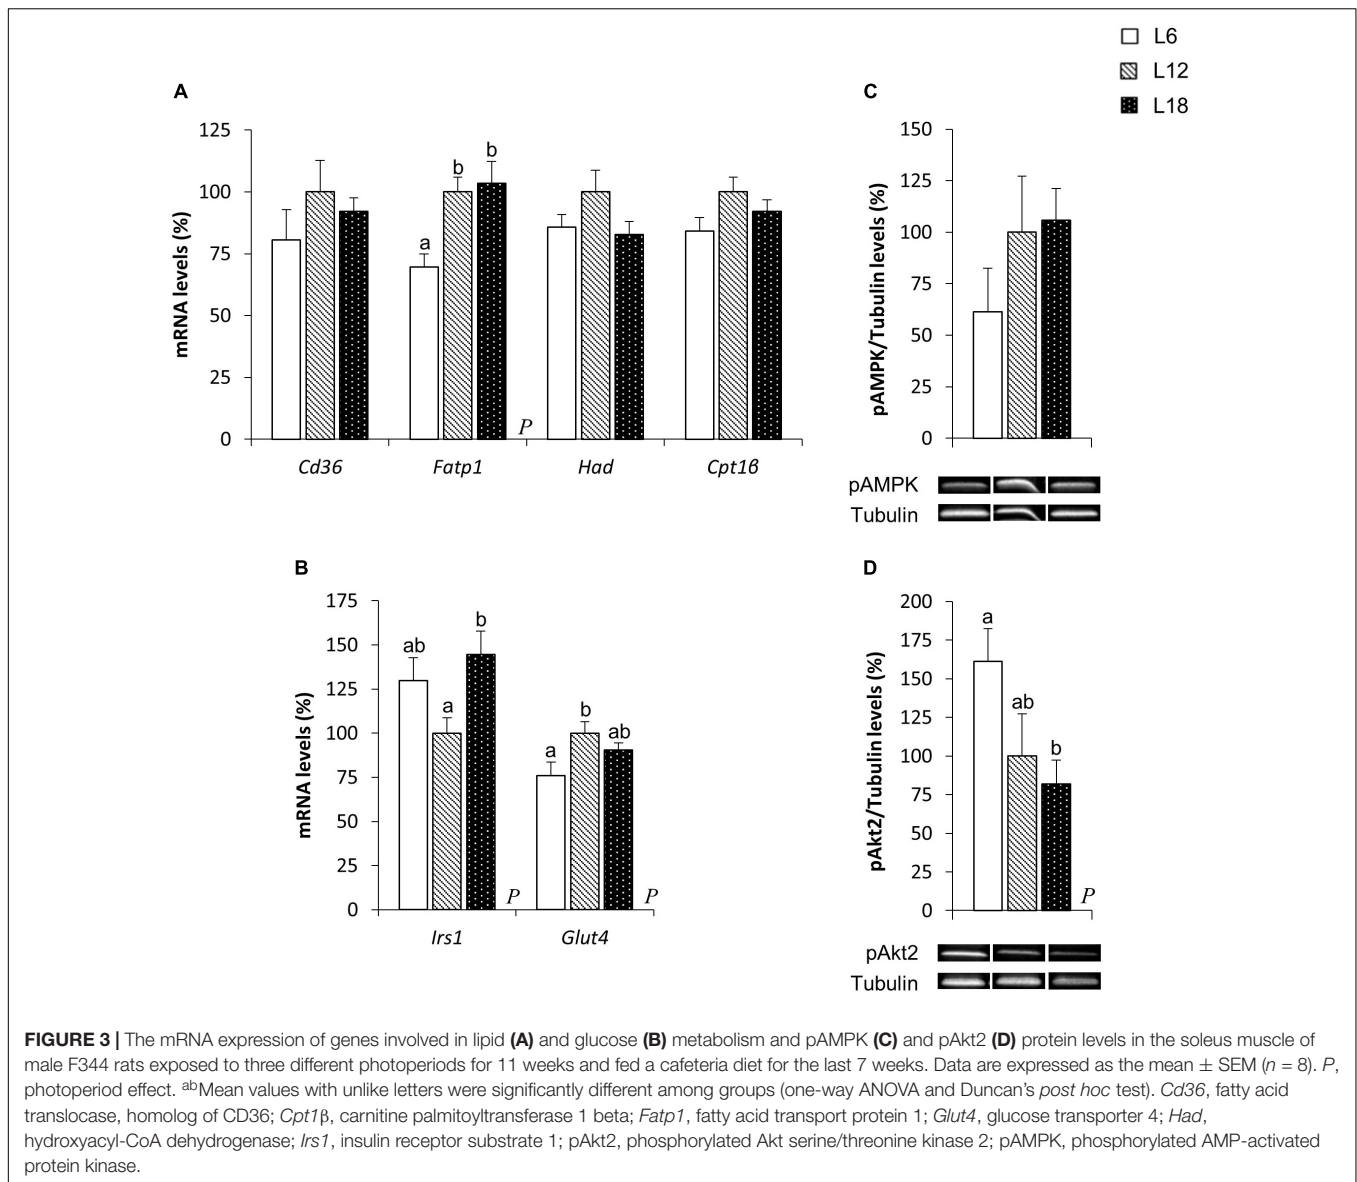 L6
L12
L18
A
125
100
75
50
25
0
mRNA levels (%)
a
b
b
P
Cd36
Fatp1
Had
Cpt1β
C
150
125
100
75
50
25
0
pAMPK/Tubulin levels (%)
pAMPK
Tubulin
B
175
150
125
100
75
50
25
0
mRNA levels (%)
ab
a
b
P
a
b
ab
P
Irs1
Glut4
D
200
175
150
125
100
75
50
25
0
pAkt2/Tubulin levels (%)
a
ab
b
P
pAkt2
Tubulin
FIGURE 3 | The mRNA expression of genes involved in lipid (A) and glucose (B) metabolism and pAMPK (C) and pAkt2 (D) protein levels in the soleus muscle of
male F344 rats exposed to three different photoperiods for 11 weeks and fed a cafeteria diet for the last 7 weeks. Data are expressed as the mean ± SEM (n = 8). P,
photoperiod effect. abMean values with unlike letters were significantly different among groups (one-way ANOVA and Duncan's post hoc test). Cd36, fatty acid
translocase, homolog of CD36; Cpt1β, carnitine palmitoyltransferase 1 beta; Fatp1, fatty acid transport protein 1; Glut4, glucose transporter 4; Had,
hydroxyacyl-CoA dehydrogenase; Irs1, insulin receptor substrate 1; pAkt2, phosphorylated Akt serine/threonine kinase 2; pAMPK, phosphorylated AMP-activated
protein kinase.